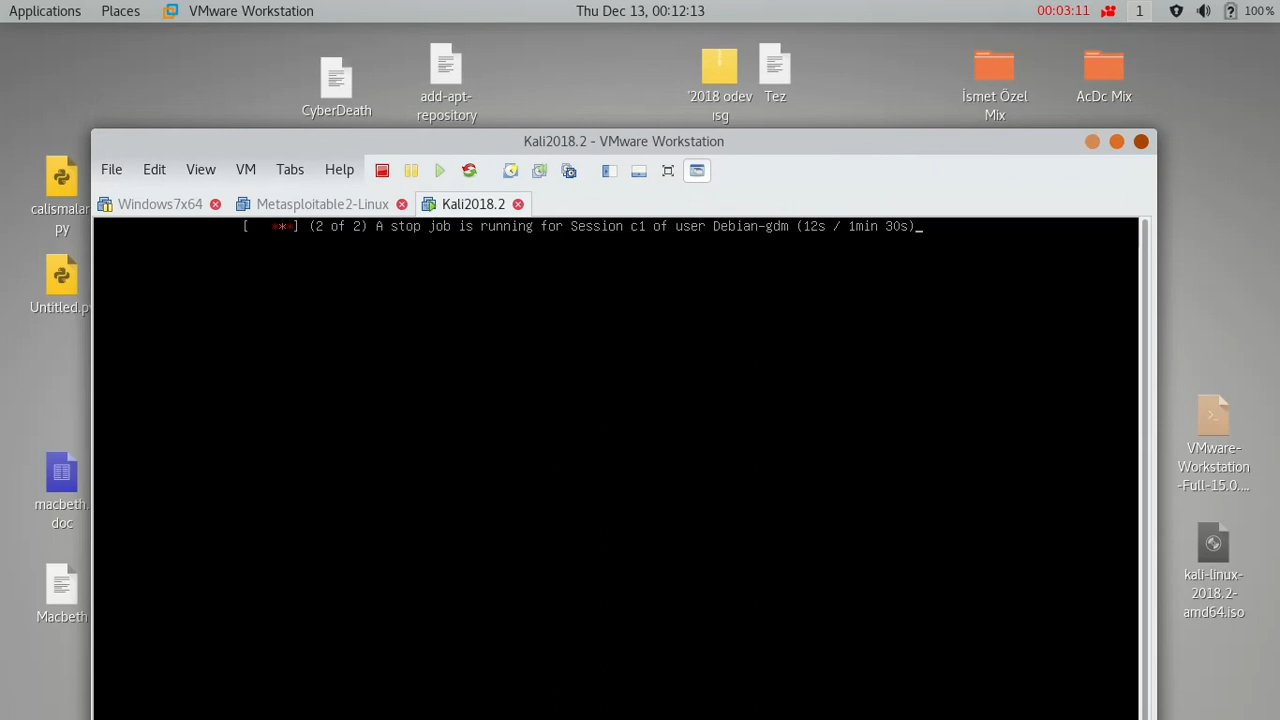 Applications Places VMware Workstation Thu Dec 13, 00:12:13 00:03:11 1 100%
CyberDeath
add-apt-
repository
'2018 odev
ısg
Tez
İsmet Özel
Mix
AcDc Mix
Kali2018.2 - VMware Workstation
File Edit View VM Tabs Help
Windows7x64 Metasploitable2-Linux Kali2018.2
[ **] (2 of 2) A stop job is running for Session c1 of user Debian-gdm (12s / 1min 30s)_
calismalar
py
Untitled.p
macbeth.
doc
Macbeth
VMware-
Workstation
-Full-15.0....
kali-linux-
2018.2-
amd64.iso